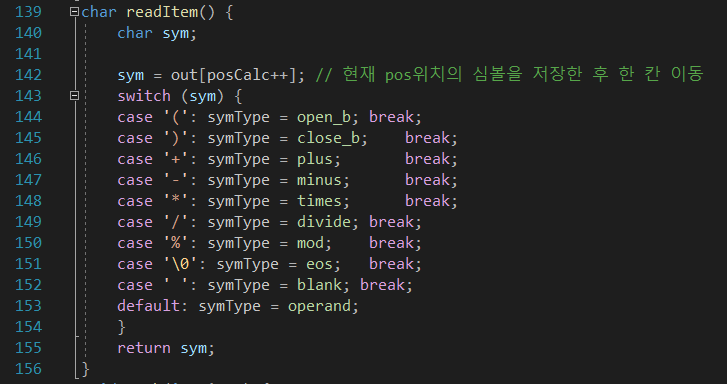 139 char readItem() {
140 char sym;
141
142 sym = out[posCalc++]; // 현재 pos위치의 심볼을 저장한 후 한 칸 이동
143 switch (sym) {
144 case '(': symType = open_b; break;
145 case ')': symType = close_b; break;
146 case '+': symType = plus; break;
147 case '-': symType = minus; break;
148 case '*': symType = times; break;
149 case '/': symType = divide; break;
150 case '%': symType = mod; break;
151 case '\0': symType = eos; break;
152 case ' ': symType = blank; break;
153 default: symType = operand;
154 }
155 return sym;
156 }